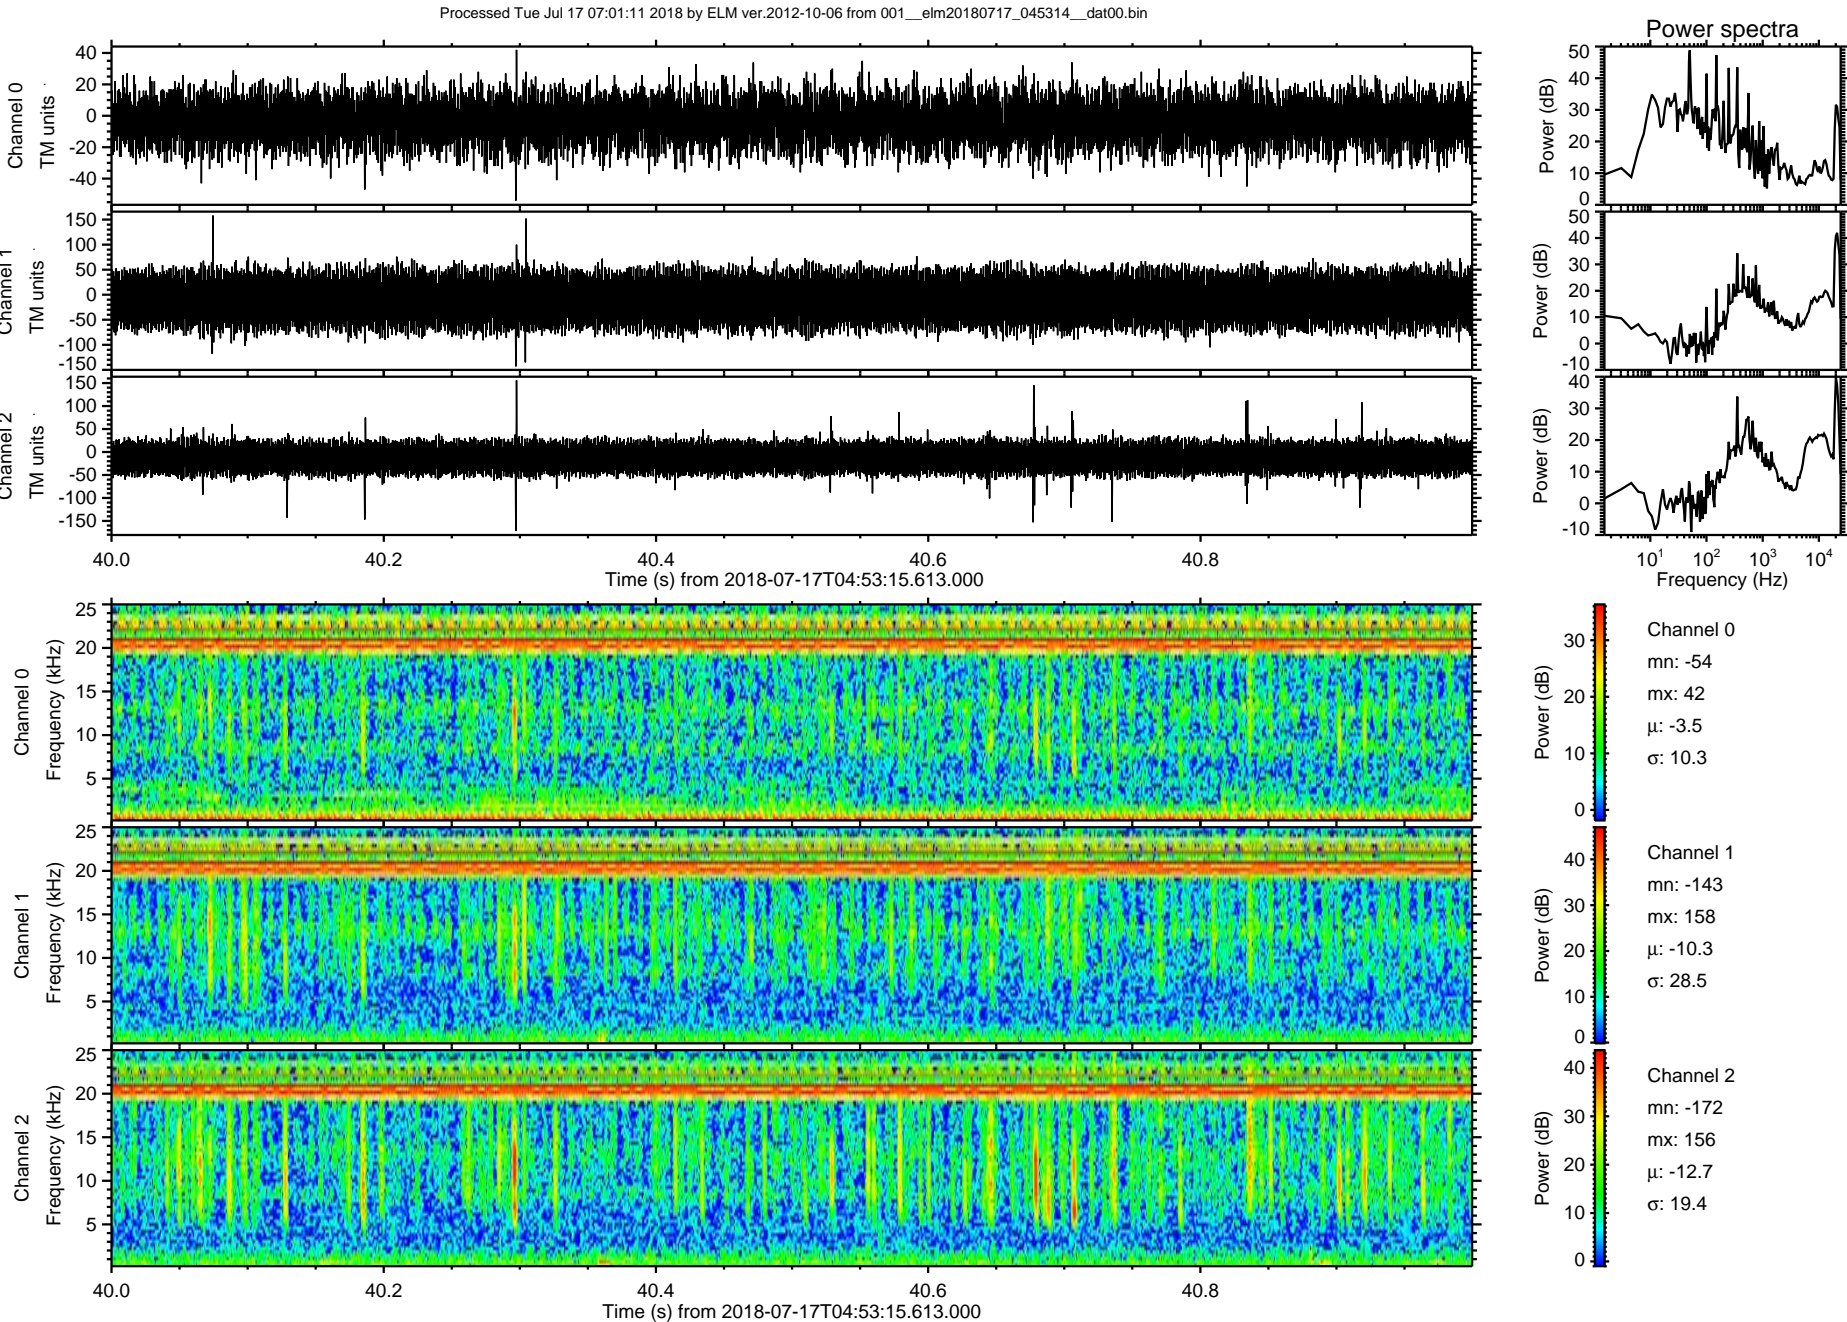 Processed Tue Jul 17 07:01:11 2018 by ELM ver.2012-10-06 from 001__elm20180717_045314__dat00.bin
Power spectra
Channel 0
TM units
40
20
0
-20
-40
Power (dB)
50
40
30
20
10
0
Channel 1
TM units
150
100
50
0
-50
-100
-150
Power (dB)
50
40
30
20
10
0
-10
Channel 2
TM units
150
100
50
0
-50
-100
-150
Power (dB)
40
30
20
10
0
-10
40.0 40.2 40.4 40.6 40.8
Time (s) from 2018-07-17T04:53:15.613.000
10¹ 10² 10³ 10⁴
Frequency (Hz)
Channel 0
Frequency (kHz)
25
20
15
10
5
Power (dB)
30
20
10
0
Channel 0
mn: -54
mx: 42
μ: -3.5
σ: 10.3
Channel 1
Frequency (kHz)
25
20
15
10
5
Power (dB)
40
30
20
10
0
Channel 1
mn: -143
mx: 158
μ: -10.3
σ: 28.5
Channel 2
Frequency (kHz)
25
20
15
10
5
Power (dB)
40
30
20
10
0
Channel 2
mn: -172
mx: 156
μ: -12.7
σ: 19.4
40.0 40.2 40.4 40.6 40.8
Time (s) from 2018-07-17T04:53:15.613.000